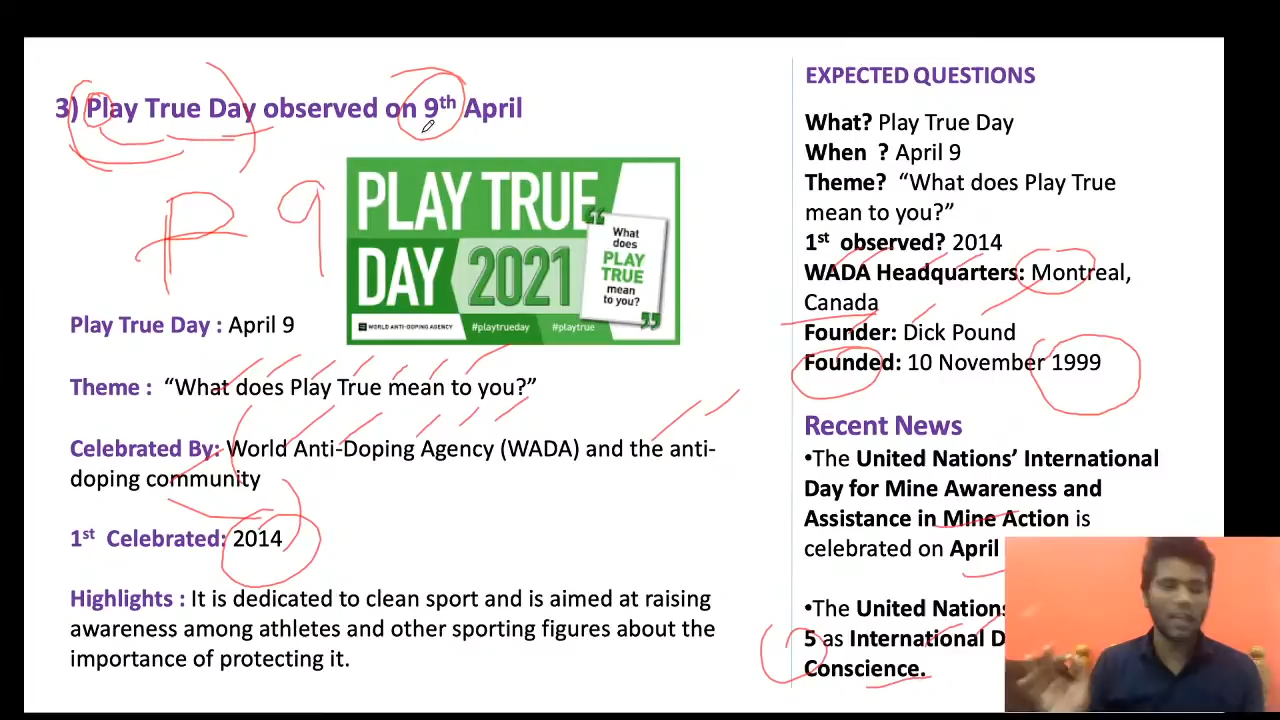 3) Play True Day observed on 9th April
P 9
PLAY TRUE
DAY 2021
“What
does
PLAY
TRUE
mean
to you?”
WORLD ANTI-DOPING AGENCY #playtrueday #playtrue
Play True Day : April 9
Theme : “What does Play True mean to you?”
Celebrated By: World Anti-Doping Agency (WADA) and the anti-
doping community
1st Celebrated: 2014
Highlights : It is dedicated to clean sport and is aimed at raising
awareness among athletes and other sporting figures about the
importance of protecting it.
EXPECTED QUESTIONS
What? Play True Day
When ? April 9
Theme? “What does Play True
mean to you?”
1st observed? 2014
WADA Headquarters: Montreal,
Canada
Founder: Dick Pound
Founded: 10 November 1999
Recent News
•The United Nations’ International
Day for Mine Awareness and
Assistance in Mine Action is
celebrated on April
•The United Nations
5 as International D
Conscience.